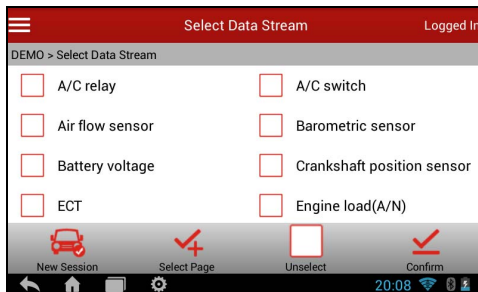 Select Data Stream
Logged In
DEMO > Select Data Stream
A/C relay
A/C switch
Air flow sensor
Barometric sensor
Battery voltage
Crankshaft position sensor
ECT
Engine load(A/N)
New Session
Select Page
Unselect
Confirm
20:08